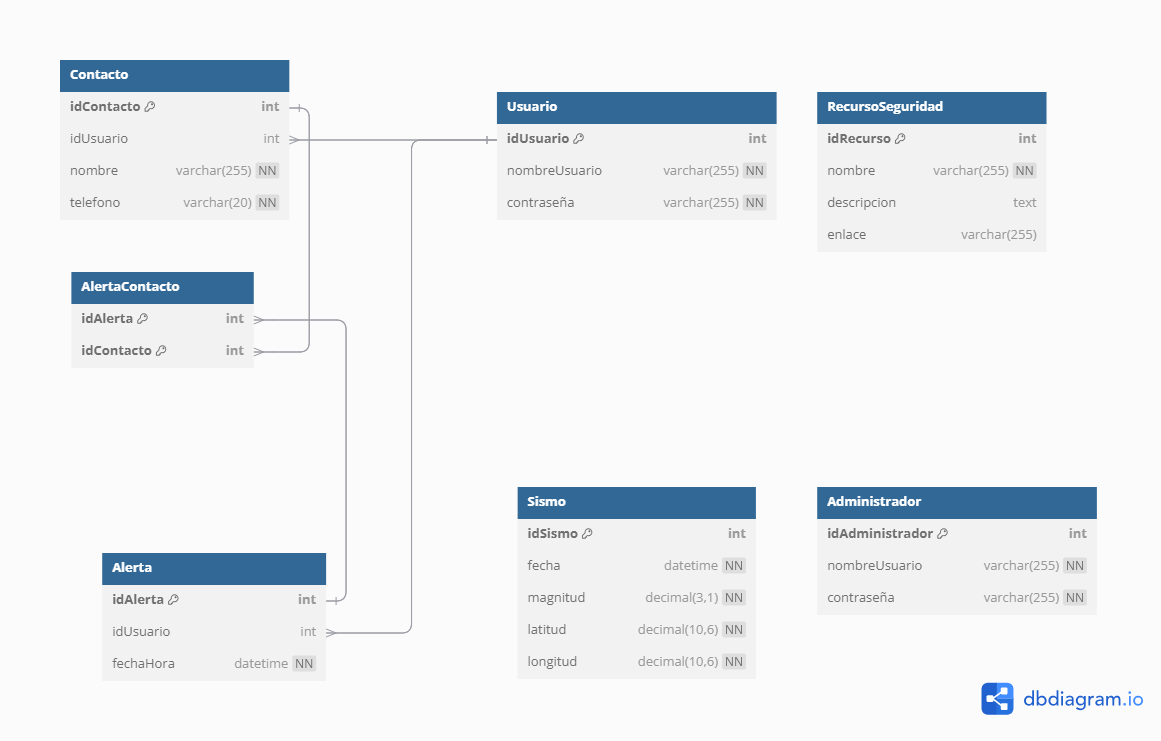 Contacto
idContacto int
idUsuario int
nombre varchar(255) NN
telefono varchar(20) NN
AlertaContacto
idAlerta int
idContacto int
Alerta
idAlerta int
idUsuario int
fechaHora datetime NN
Usuario
idUsuario int
nombreUsuario varchar(255) NN
contraseña varchar(255) NN
RecursoSeguridad
idRecurso int
nombre varchar(255) NN
descripcion text
enlace varchar(255)
Sismo
idSismo int
fecha datetime NN
magnitud decimal(3,1) NN
latitud decimal(10,6) NN
longitud decimal(10,6) NN
Administrador
idAdministrador int
nombreUsuario varchar(255) NN
contraseña varchar(255) NN
dbdiagram.io